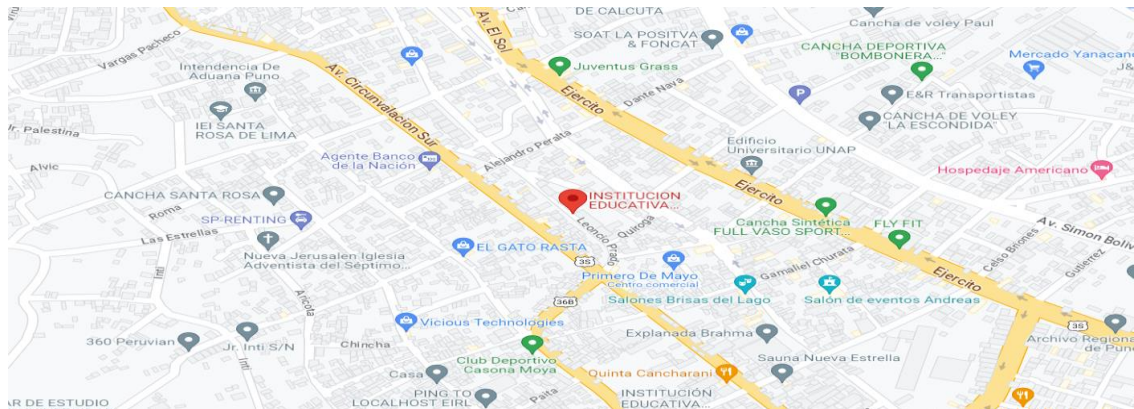 DE CALCUTA
Cancha de voley Paul
Vargas Pacheco
Av. El Sol
SOAT LA POSITVA
& FONCAT
CANCHA DEPORTIVA
BOMBONERA...
Mercado Yanacano
J&
Intendencia De
Aduana Puno
Av. Circunvalacion Sur
Juventus Grass
Ejercito
Dante Nava
E&R Transportistas
IEI SANTA
ROSA DE LIMA
Jr. Palestina
CANCHA DE VOLEY
"LA ESCONDIDA"
Alvic
Agente Banco
de la Nación
Alejandro Peralta
Edificio
Universitario UNAP
Hospedaje Americano
CANCHA SANTA ROSA
Roma
INSTITUCION
EDUCATIVA...
Ejercito
SP-RENTING
Las Estrellas
Leoncio Prado
Quiroga
Cancha Sintética
FULL VASO SPORT...
FLY FIT
Av. Simon Boliv
Nueva Jerusalen Iglesia
Adventista del Séptimo...
EL GATO RASTA
3S
Inti
Primero De Mayo
Centro comercial
Gamaliel Churata
Celso Briones
Gutierrez
Ejercito
Aricola
36B
Salones Brisas del Lago
Salón de eventos Andreas
360 Peruvian
Jr. Inti S/N
Vicious Technologies
Explanada Brahma
3S
Chincha
Archivo Regiona
de Pun
Club Deportivo
Casona Moya
Sauna Nueva Estrella
Inti
Casa
Quinta Cancharani
PING TO
LOCALHOST EIRL
Palta
INSTITUCIÓN
EDUCATIVA...
AR DE ESTUDIO